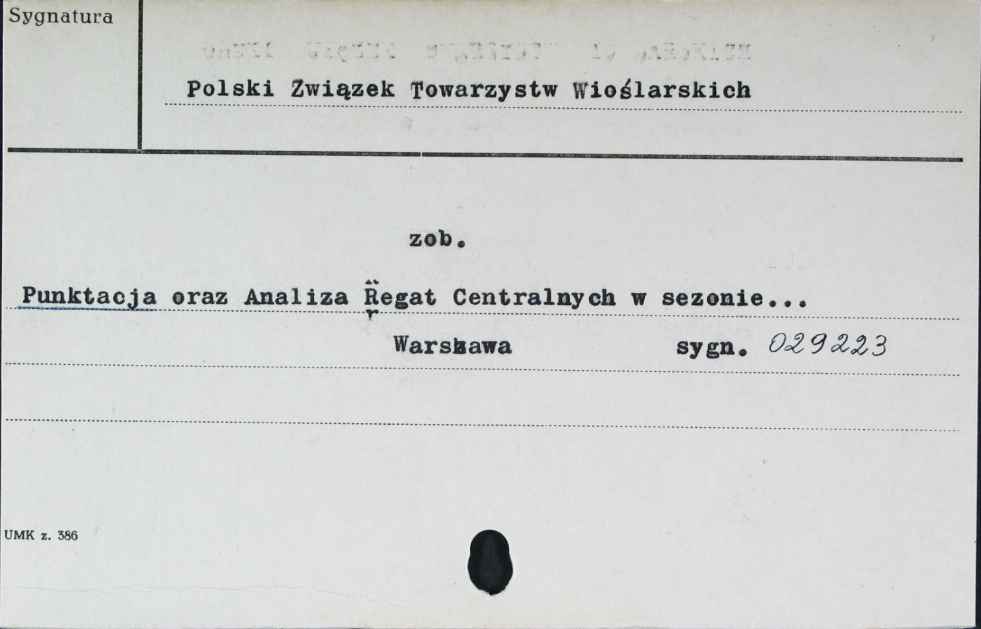 Sygnatura
Polski Związek Towarzystw Wioślarskich
zob.
Punktacja oraz Analiza Regat Centralnych w sezonie...
r
Warszawa sygn. 029223
UMK z. 386